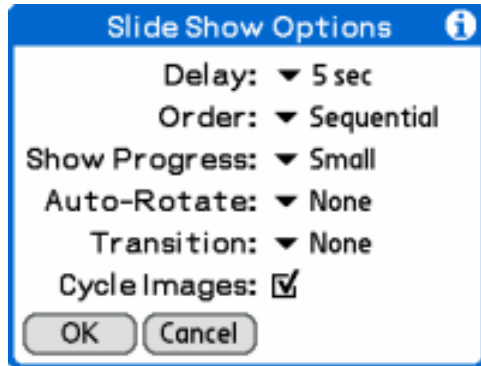 Slide Show Options i
Delay: 5 sec
Order: Sequential
Show Progress: Small
Auto-Rotate: None
Transition: None
Cycle Images:
OK Cancel